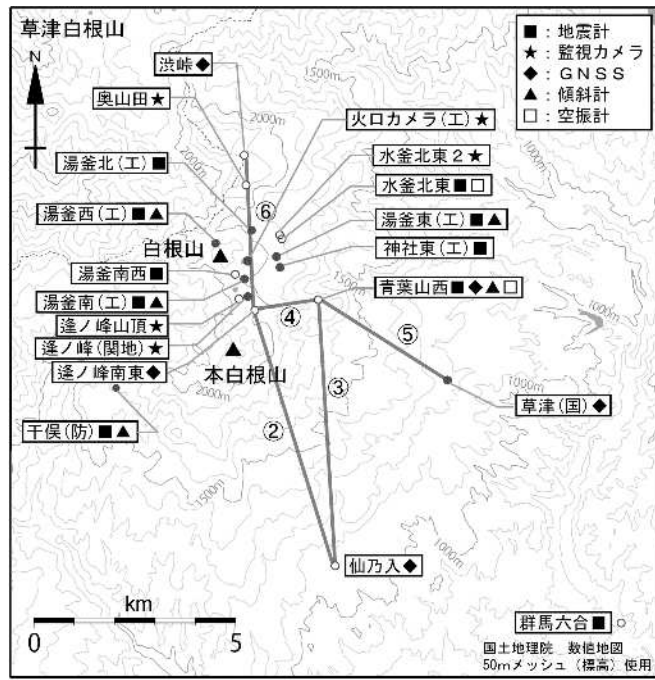 草津白根山
N
■：地震計
★：監視カメラ
◆：GNSS
▲：傾斜計
□：空振計
渋峠◆
奥山田★
湯釜北(工)■
湯釜西(工)■▲
白根山
湯釜南西■
湯釜南(工)■▲
逢ノ峰山頂★
逢ノ峰(関地)★
逢ノ峰南東◆
本白根山
干俣(防)■▲
火口カメラ(工)★
水釜北東2★
水釜北東■□
湯釜東(工)■▲
神社東(工)■
青葉山西■◆▲□
草津(国)◆
仙乃入◆
群馬六合■
⑥
④
⑤
③
②
1500m
2000m
2000m
1500m
1000m
1000m
2000m
1500m
1000m
1000m
km
0 5
国土地理院 数値地図
50mメッシュ(標高)使用